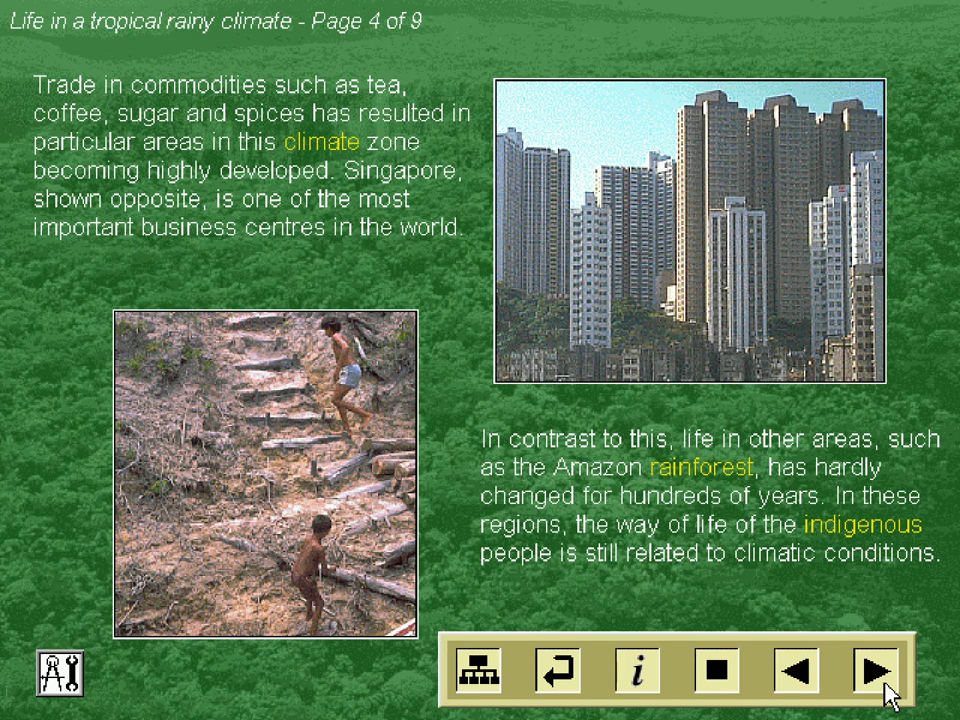 Life in a tropical rainy climate - Page 4 of 9
Trade in commodities such as tea,
coffee, sugar and spices has resulted in
particular areas in this climate zone
becoming highly developed. Singapore,
shown opposite, is one of the most
important business centres in the world.
In contrast to this, life in other areas, such
as the Amazon rainforest, has hardly
changed for hundreds of years. In these
regions, the way of life of the indigenous
people is still related to climatic conditions.
i